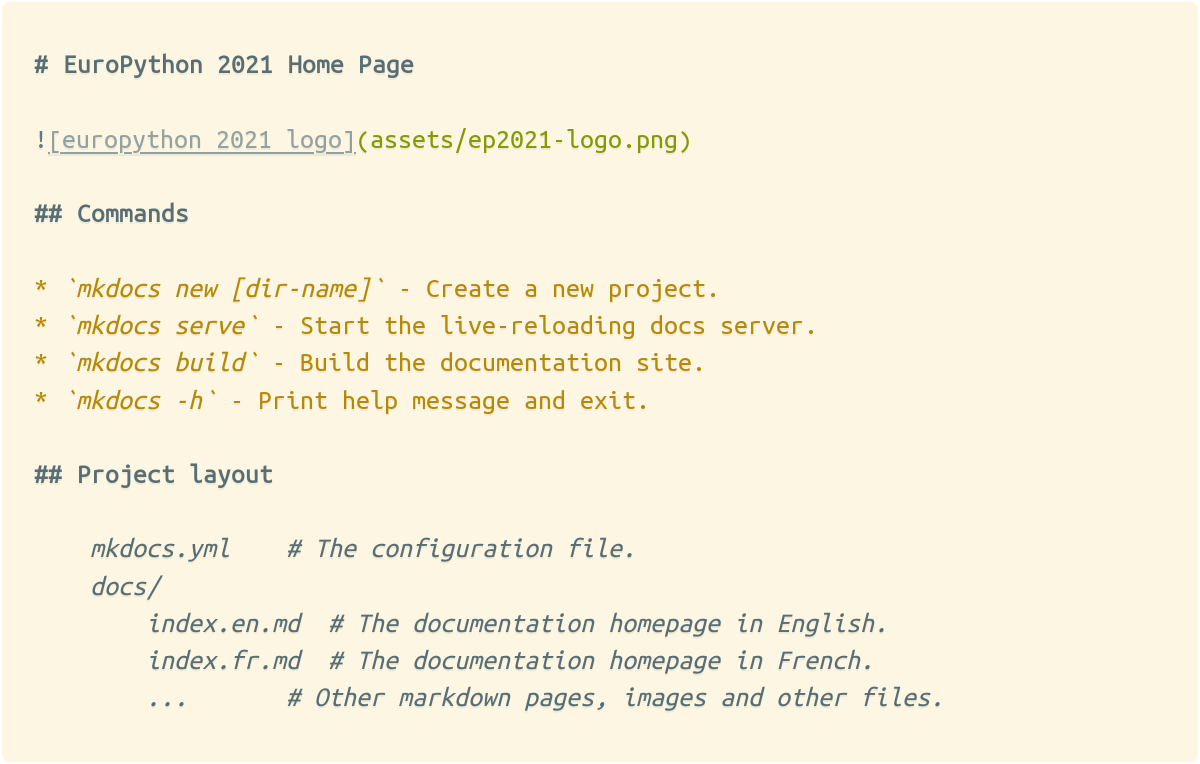 # EuroPython 2021 Home Page
![europython 2021 logo](assets/ep2021-logo.png)
## Commands
* `mkdocs new [dir-name]` - Create a new project.
* `mkdocs serve` - Start the live-reloading docs server.
* `mkdocs build` - Build the documentation site.
* `mkdocs -h` - Print help message and exit.
## Project layout
    mkdocs.yml    # The configuration file.
    docs/
        index.en.md  # The documentation homepage in English.
        index.fr.md  # The documentation homepage in French.
        ...       # Other markdown pages, images and other files.